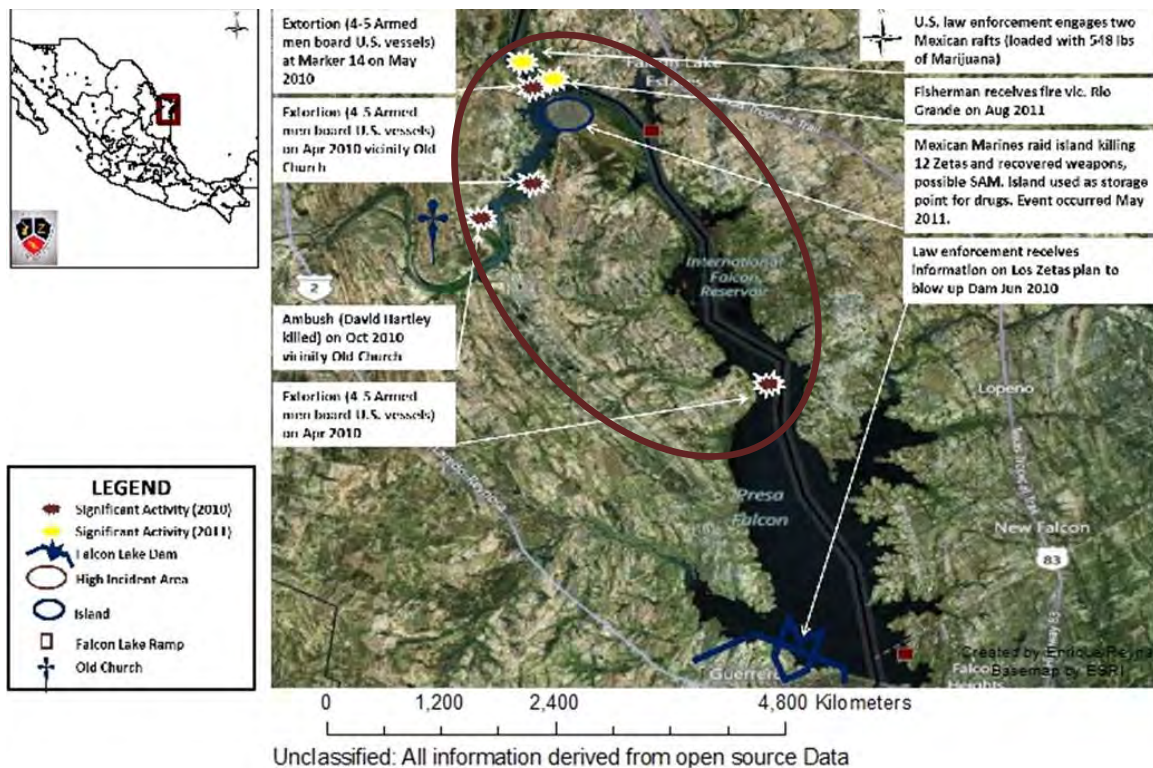 Extortion (4-5 Armed
men board U.S. vessels)
at Marker 14 on May
2010
Extortion (4-5 Armed
men board U.S. vessels)
on Apr 2010 vicinity Old
Church
Ambush (David Hartley
killed) on Oct 2010
vicinity Old Church
Extortion (4-5 Armed
men board U.S. vessels)
on Apr 2010
U.S. law enforcement engages two
Mexican rafts (loaded with 548 lbs
of Marijuana)
Fisherman receives fire vic. Rio
Grande on Aug 2011
Mexican Marines raid island killing
12 Zetas and recovered weapons,
possible SAM. Island used as storage
point for drugs. Event occurred May
2011.
Law enforcement receives
information on Los Zetas plan to
blow up Dam Jun 2010
Falcon Lake
Tropical Trail
International
Falcon
Reservoir
2
Lopeno
Presa
Falcon
New Falcon
83
Guerrero
Falcon
Heights
Created by Enrique Reyna
Basemap by ESRI
LEGEND
Significant Activity (2010)
Significant Activity (2011)
Falcon Lake Dam
High Incident Area
Island
Falcon Lake Ramp
Old Church
0 1,200 2,400 4,800 Kilometers
Unclassified: All information derived from open source Data